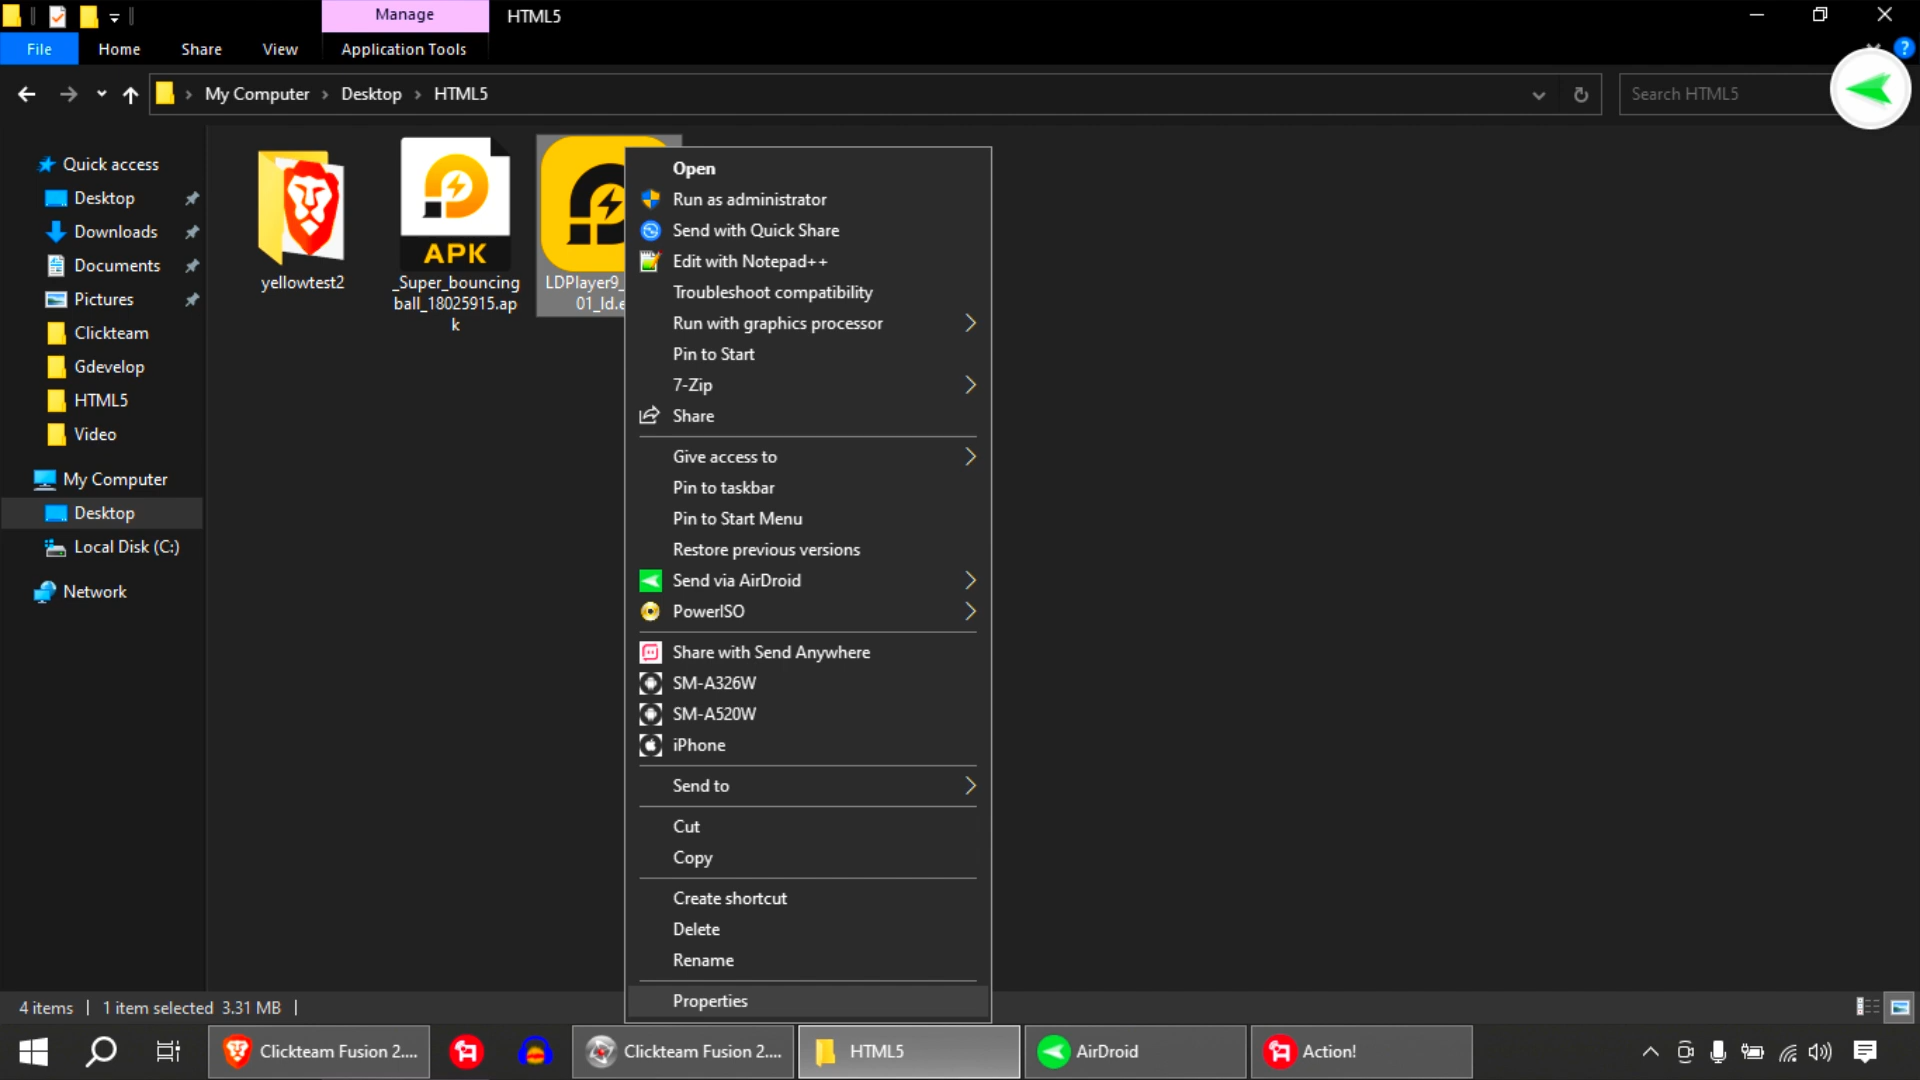 Manage
HTML5
File
Home
Share
View
Application Tools
My Computer
Desktop
HTML5
Search HTML5
Quick access
Desktop
Downloads
Documents
Pictures
Clickteam
Gdevelop
HTML5
Video
My Computer
Desktop
Local Disk (C:)
Network
yellowtest2
APK
_Super_bouncing
ball_18025915.ap
k
LDPlayer9_
01_ld.e
Open
Run as administrator
Send with Quick Share
Edit with Notepad++
Troubleshoot compatibility
Run with graphics processor
Pin to Start
7-Zip
Share
Give access to
Pin to taskbar
Pin to Start Menu
Restore previous versions
Send via AirDroid
PowerISO
Share with Send Anywhere
SM-A326W
SM-A520W
iPhone
Send to
Cut
Copy
Create shortcut
Delete
Rename
Properties
4 items
1 item selected 3.31 MB
Clickteam Fusion 2....
Clickteam Fusion 2....
HTML5
AirDroid
Action!